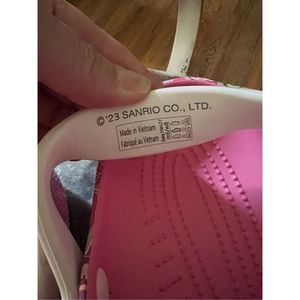 © '23 SANRIO CO., LTD.
Made in Vietnam
Fabriqué au Vietnam